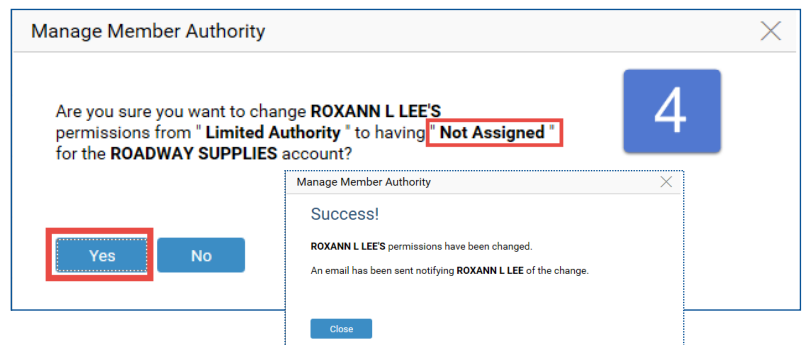 Manage Member Authority
4
Are you sure you want to change ROXANN L LEE'S
permissions from " Limited Authority " to having " Not Assigned "
for the ROADWAY SUPPLIES account?
Yes
No
Manage Member Authority
Success!
ROXANN L LEE'S permissions have been changed.
An email has been sent notifying ROXANN L LEE of the change.
Close